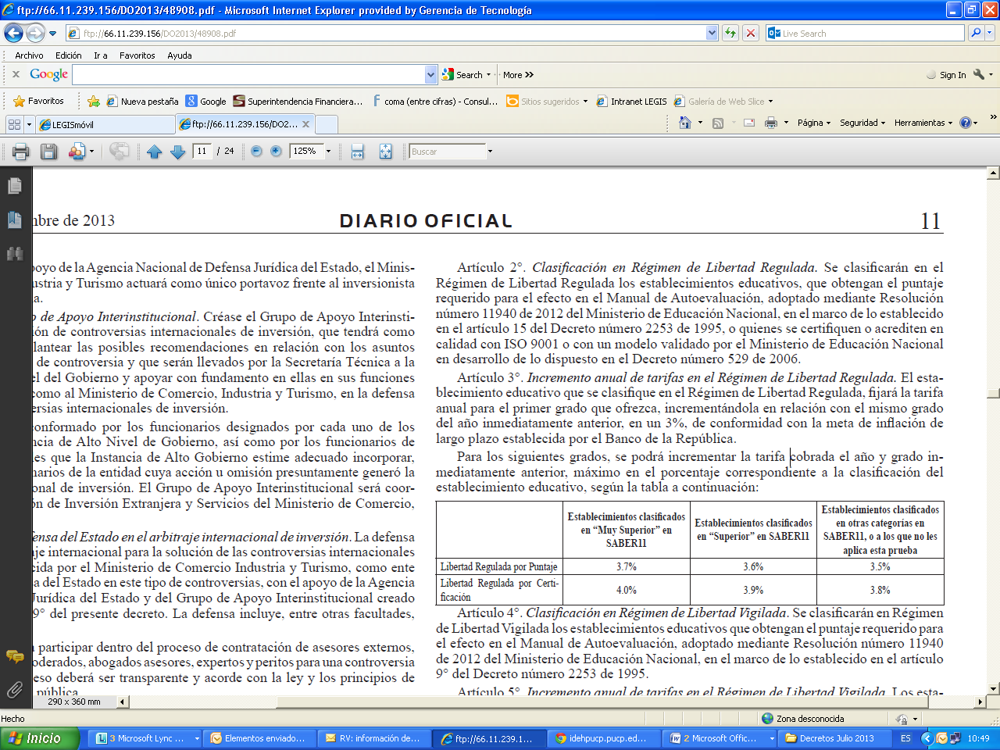 ftp://66.11.239.156/DO2013/48908.pdf - Microsoft Internet Explorer provided by Gerencia de Tecnología
ftp://66.11.239.156/DO2013/48908.pdf
Live Search
Archivo Edición Ir a Favoritos Ayuda
x Google Search More >> Sign In
Favoritos Nueva pestaña Google Superintendencia Financiera... coma (entre cifras) - Consul... Sitios sugeridos Intranet LEGIS Galería de Web Slice
LEGISmóvil ftp://66.11.239.156/DO2... Página Seguridad Herramientas
11 / 24 125% Buscar
mbre de 2013 DIARIO OFICIAL 11
poyo de la Agencia Nacional de Defensa Jurídica del Estado, el Minis-
ustria y Turismo actuará como único portavoz frente al inversionista
a.
o de Apoyo Interinstitucional. Créase el Grupo de Apoyo Interinsti-
ión de controversias internacionales de inversión, que tendrá como
lantear las posibles recomendaciones en relación con los asuntos
de controversia y que serán llevados por la Secretaría Técnica a la
el del Gobierno y apoyar con fundamento en ellas en sus funciones
como al Ministerio de Comercio, Industria y Turismo, en la defensa
ersias internacionales de inversión.
conformado por los funcionarios designados por cada uno de los
ncia de Alto Nivel de Gobierno, así como por los funcionarios de
les que la Instancia de Alto Gobierno estime adecuado incorporar,
narios de la entidad cuya acción u omisión presuntamente generó la
ional de inversión. El Grupo de Apoyo Interinstitucional será coor-
ón de Inversión Extranjera y Servicios del Ministerio de Comercio,
fensa del Estado en el arbitraje internacional de inversión. La defensa
aje internacional para la solución de las controversias internacionales
cida por el Ministerio de Comercio Industria y Turismo, como ente
sa del Estado en este tipo de controversias, con el apoyo de la Agencia
Jurídica del Estado y del Grupo de Apoyo Interinstitucional creado
9° del presente decreto. La defensa incluye, entre otras facultades,
a participar dentro del proceso de contratación de asesores externos,
oderados, abogados asesores, expertos y peritos para una controversia
eso deberá ser transparente y acorde con la ley y los principios de
pública.
Artículo 2°. Clasificación en Régimen de Libertad Regulada. Se clasificarán en el
Régimen de Libertad Regulada los establecimientos educativos, que obtengan el puntaje
requerido para el efecto en el Manual de Autoevaluación, adoptado mediante Resolución
número 11940 de 2012 del Ministerio de Educación Nacional, en el marco de lo establecido
en el artículo 15 del Decreto número 2253 de 1995, o quienes se certifiquen o acrediten en
calidad con ISO 9001 o con un modelo validado por el Ministerio de Educación Nacional
en desarrollo de lo dispuesto en el Decreto número 529 de 2006.
Artículo 3°. Incremento anual de tarifas en el Régimen de Libertad Regulada. El esta-
blecimiento educativo que se clasifique en el Régimen de Libertad Regulada, fijará la tarifa
anual para el primer grado que ofrezca, incrementándola en relación con el mismo grado
del año inmediatamente anterior, en un 3%, de conformidad con la meta de inflación de
largo plazo establecida por el Banco de la República.
Para los siguientes grados, se podrá incrementar la tarifa cobrada el año y grado in-
mediatamente anterior, máximo en el porcentaje correspondiente a la clasificación del
establecimiento educativo, según la tabla a continuación:
Establecimientos clasificados en “Muy Superior” en SABER11
Establecimientos clasificados en “Superior” en SABER11
Establecimientos clasificados en otras categorías en SABER11, o a los que no les aplica esta prueba
Libertad Regulada por Puntaje 3.7% 3.6% 3.5%
Libertad Regulada por Certi-
ficación 4.0% 3.9% 3.8%
Artículo 4°. Clasificación en Régimen de Libertad Vigilada. Se clasificarán en Régimen
de Libertad Vigilada los establecimientos educativos que obtengan el puntaje requerido para
el efecto en el Manual de Autoevaluación, adoptado mediante Resolución número 11940
de 2012 del Ministerio de Educación Nacional, en el marco de lo establecido en el artículo
9° del Decreto número 2253 de 1995.
Artículo 5°. Incremento anual de tarifas en el Régimen de Libertad Vigilada. Los esta-
290 x 360 mm
Hecho Zona desconocida
Inicio 3 Microsoft Lync ... Elementos enviado... RV: información de... ftp://66.11.239.1... idehpucp.pucp.ed... 2 Microsoft Offic... Decretos Julio 2013 ES 10:49